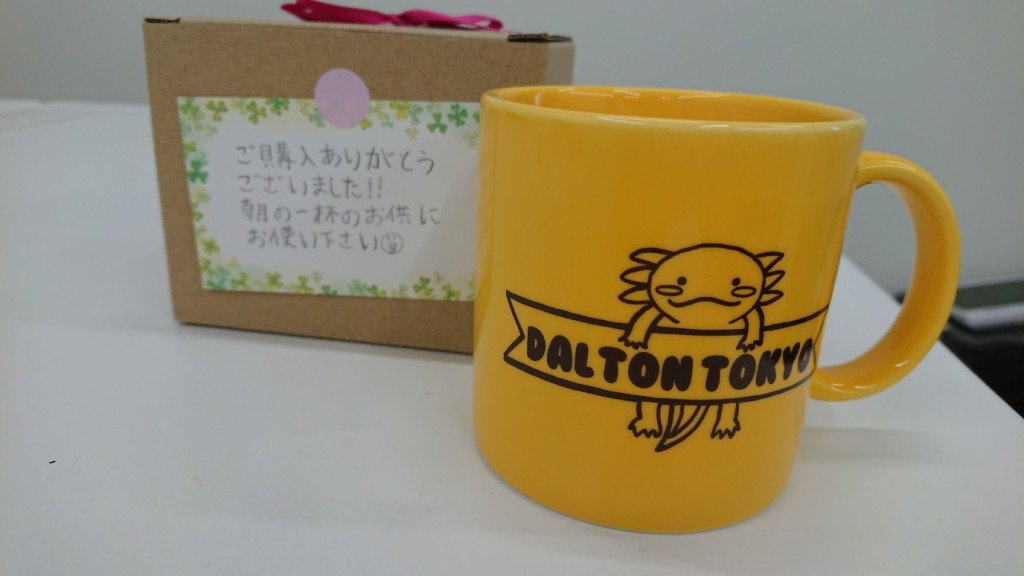 ご購入ありがとう
ございました!!
朝の一杯のお供に
お使い下さい
DALTON TOKYO